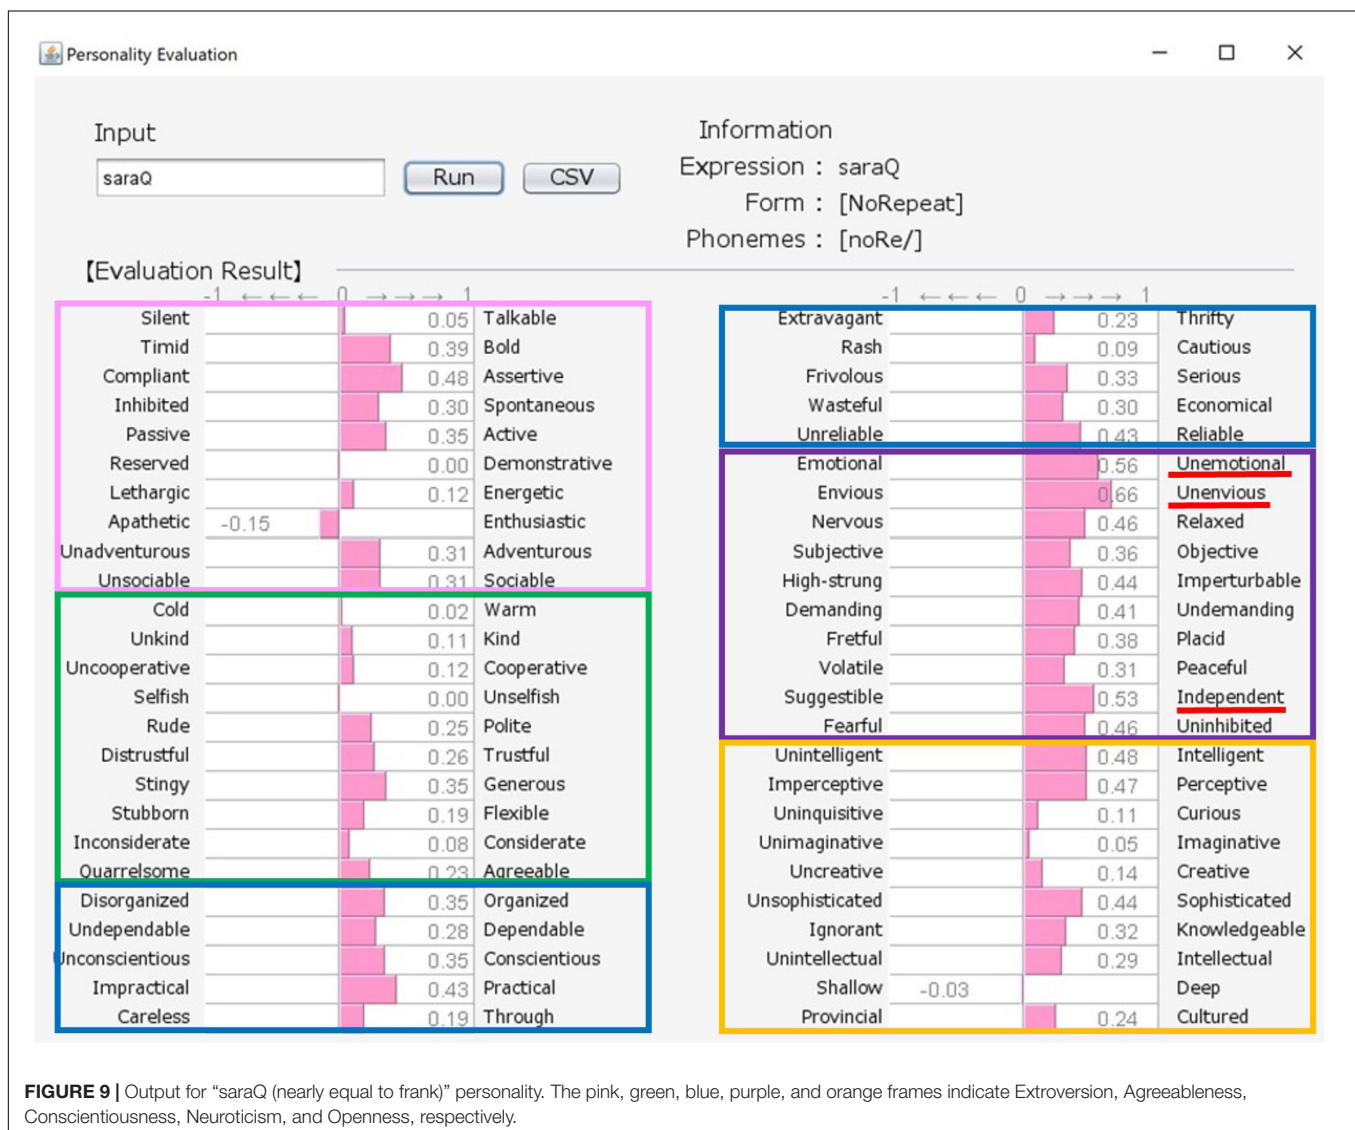 Personality Evaluation
Input
saraQ
Run
CSV
Information
Expression : saraQ
Form : [NoRepeat]
Phonemes : [noRe/]
【Evaluation Result】
-1 ← ← ← 0 → → → 1
Silent 0.05 Talkable
Timid 0.39 Bold
Compliant 0.48 Assertive
Inhibited 0.30 Spontaneous
Passive 0.35 Active
Reserved 0.00 Demonstrative
Lethargic 0.12 Energetic
Apathetic -0.15 Enthusiastic
Unadventurous 0.31 Adventurous
Unsociable 0.31 Sociable
Cold 0.02 Warm
Unkind 0.11 Kind
Uncooperative 0.12 Cooperative
Selfish 0.00 Unselfish
Rude 0.25 Polite
Distrustful 0.26 Trustful
Stingy 0.35 Generous
Stubborn 0.19 Flexible
Inconsiderate 0.08 Considerate
Quarrelsome 0.23 Agreeable
Disorganized 0.35 Organized
Undependable 0.28 Dependable
Unconscientious 0.35 Conscientious
Impractical 0.43 Practical
Careless 0.19 Through
-1 ← ← ← 0 → → → 1
Extravagant 0.23 Thrifty
Rash 0.09 Cautious
Frivolous 0.33 Serious
Wasteful 0.30 Economical
Unreliable 0.43 Reliable
Emotional 0.56 Unemotional
Envious 0.66 Unenvious
Nervous 0.46 Relaxed
Subjective 0.36 Objective
High-strung 0.44 Imperturbable
Demanding 0.41 Undemanding
Fretful 0.38 Placid
Volatile 0.31 Peaceful
Suggestible 0.53 Independent
Fearful 0.46 Uninhibited
Unintelligent 0.48 Intelligent
Imperceptive 0.47 Perceptive
Uninquisitive 0.11 Curious
Unimaginative 0.05 Imaginative
Uncreative 0.14 Creative
Unsophisticated 0.44 Sophisticated
Ignorant 0.32 Knowledgeable
Unintellectual 0.29 Intellectual
Shallow -0.03 Deep
Provincial 0.24 Cultured
FIGURE 9 | Output for “saraQ (nearly equal to frank)” personality. The pink, green, blue, purple, and orange frames indicate Extroversion, Agreeableness,
Conscientiousness, Neuroticism, and Openness, respectively.